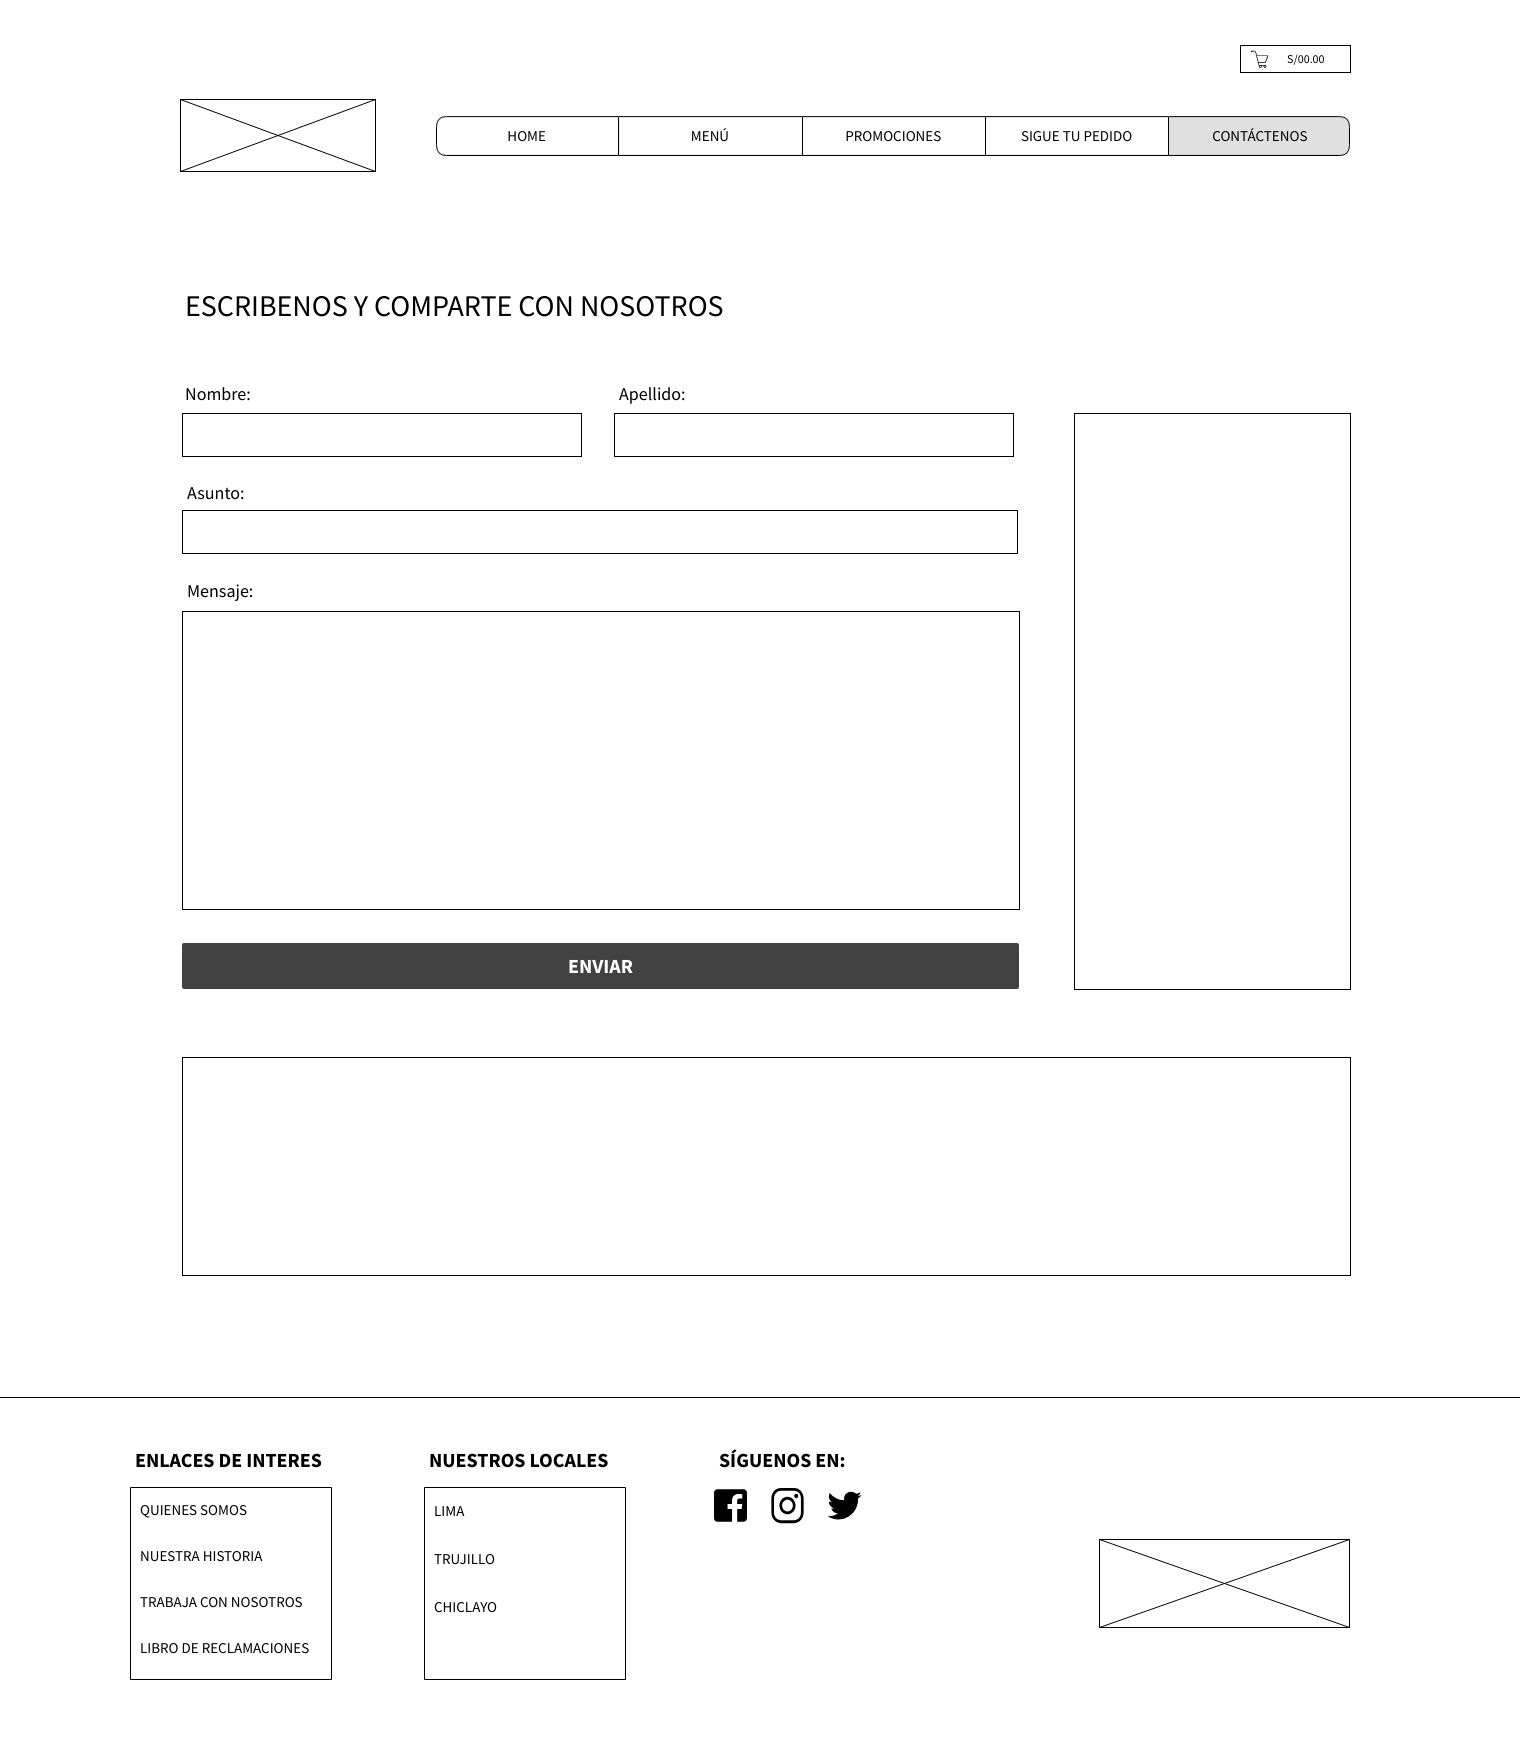 S/00.00
HOME
MENÚ
PROMOCIONES
SIGUE TU PEDIDO
CONTÁCTENOS
ESCRIBENOS Y COMPARTE CON NOSOTROS
Nombre:
Apellido:
Asunto:
Mensaje:
ENVIAR
ENLACES DE INTERES
QUIENES SOMOS
NUESTRA HISTORIA
TRABAJA CON NOSOTROS
LIBRO DE RECLAMACIONES
NUESTROS LOCALES
LIMA
TRUJILLO
CHICLAYO
SÍGUENOS EN: